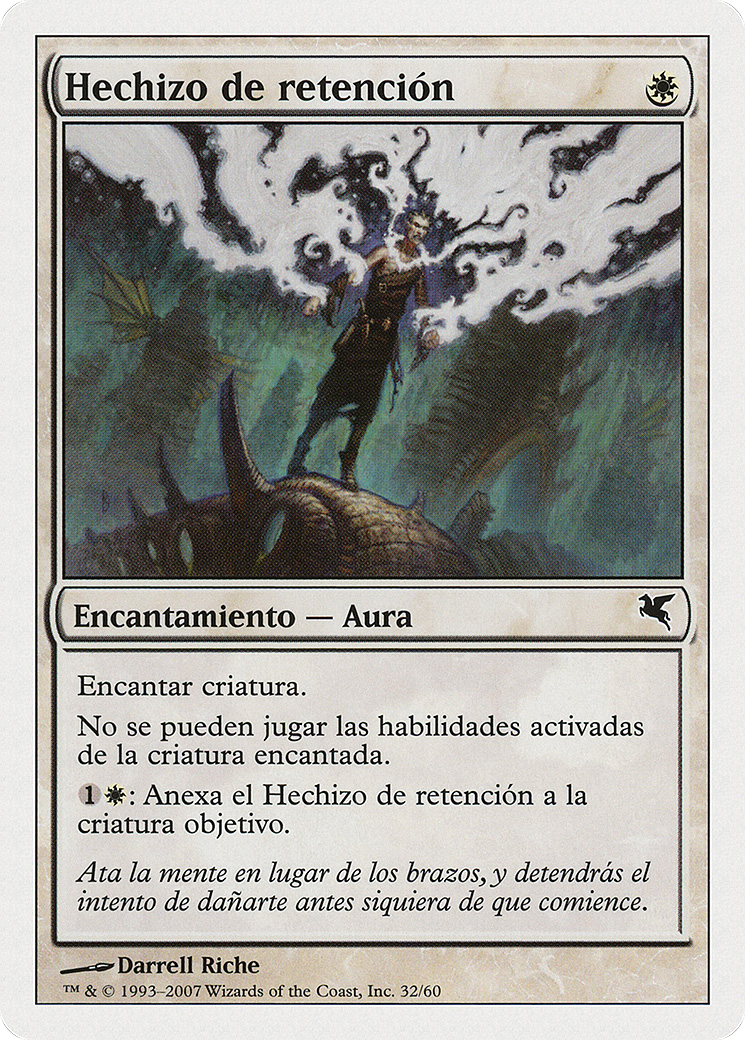 Hechizo de retención
Encantamiento — Aura
Encantar criatura.
No se pueden jugar las habilidades activadas
de la criatura encantada.
1: Anexa el Hechizo de retención a la
criatura objetivo.
Ata la mente en lugar de los brazos, y detendrás el
intento de dañarte antes siquiera de que comience.
Darrell Riche
™ & © 1993–2007 Wizards of the Coast, Inc. 32/60